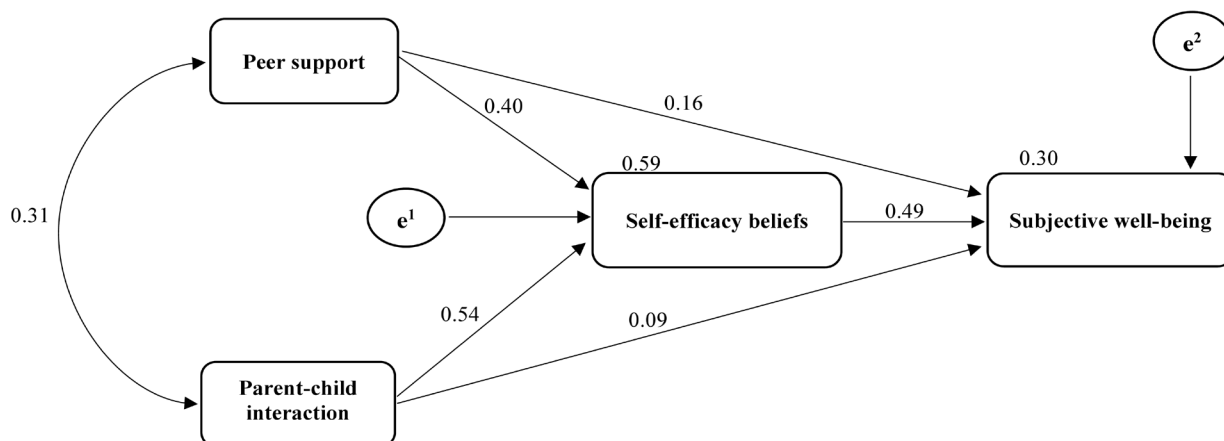 Peer support
e²
0.40
0.16
0.59
0.30
0.31
e¹
Self-efficacy beliefs
0.49
Subjective well-being
0.54
0.09
Parent-child
interaction